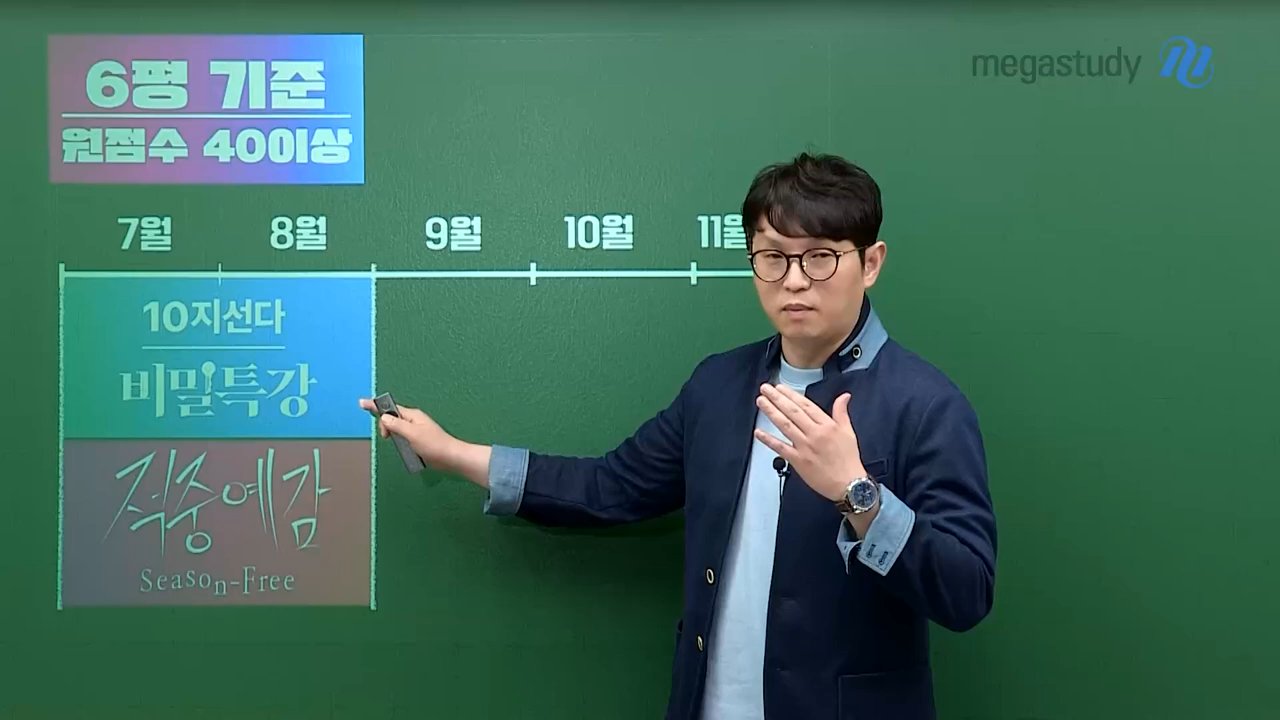 6평 기준
원점수 40이상
megastudy
7월 8월 9월 10월 11월
10지선다
비밀특강
적중예감
Season-Free